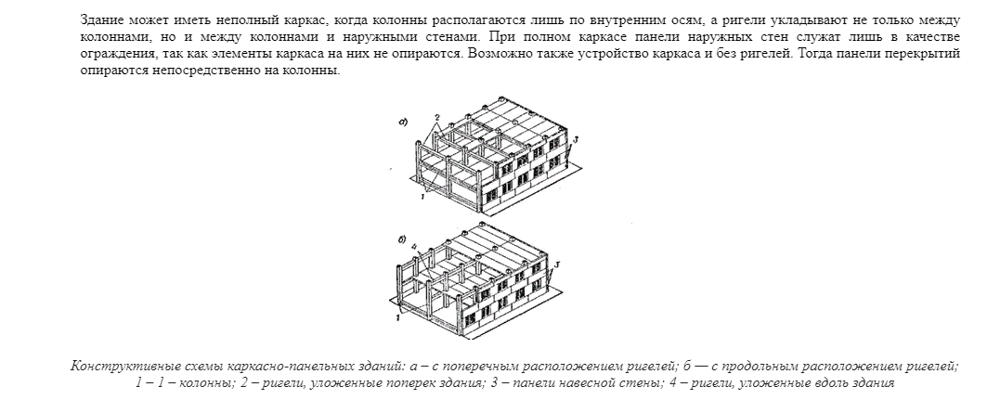 Здание может иметь неполный каркас, когда колонны располагаются лишь по внутренним осям, а ригели укладывают не только между
колоннами, но и между колоннами и наружными стенами. При полном каркасе панели наружных стен служат лишь в качестве
ограждения, так как элементы каркаса на них не опираются. Возможно также устройство каркаса и без ригелей. Тогда панели перекрытий
опираются непосредственно на колонны.
а)
2
3
1
б)
4
3
1
Конструктивные схемы каркасно-панельных зданий: а – с поперечным расположением ригелей; б — с продольным расположением ригелей;
1 – 1 – колонны; 2 – ригели, уложенные поперек здания; 3 – панели навесной стены; 4 – ригели, уложенные вдоль здания